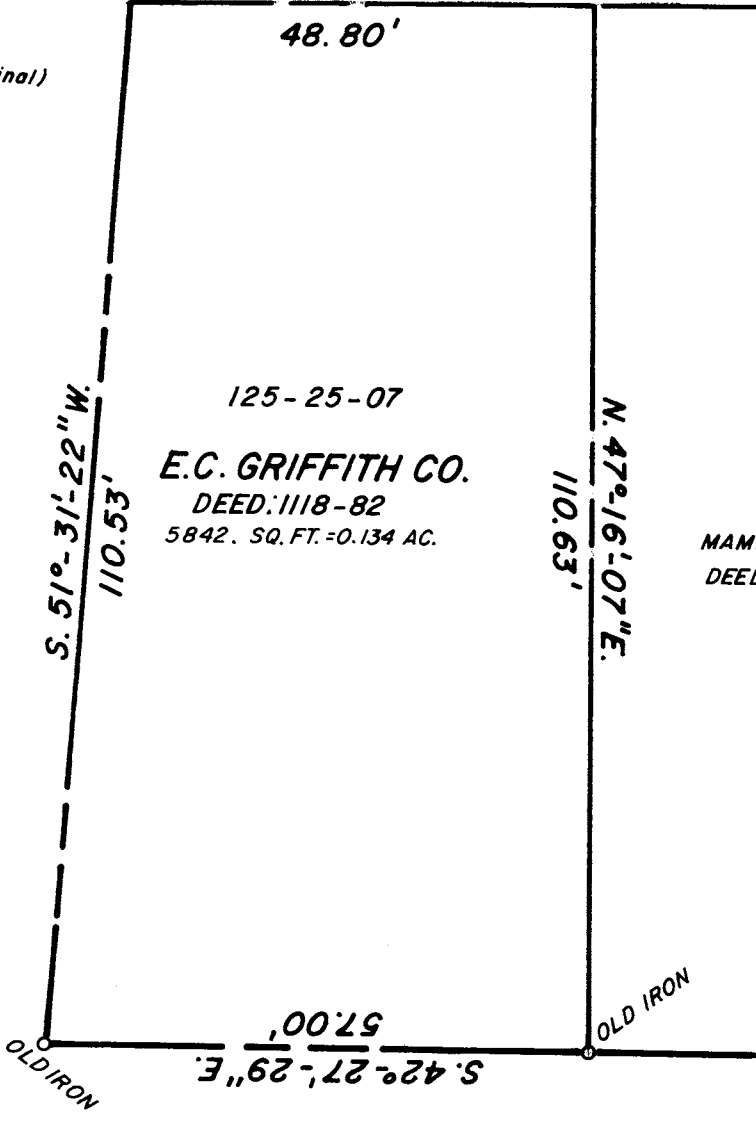 48.80'
inal)
125-25-07
E.C. GRIFFITH CO.
DEED: 1118-82
5842. SQ. FT.=0.134 AC.
S. 51°-31'-22" W.
110.53'
110.63'
N. 47°-16'-07" E.
MAM
DEED
57.00'
S. 42°-27'-29" E.
OLD IRON
OLD IRON